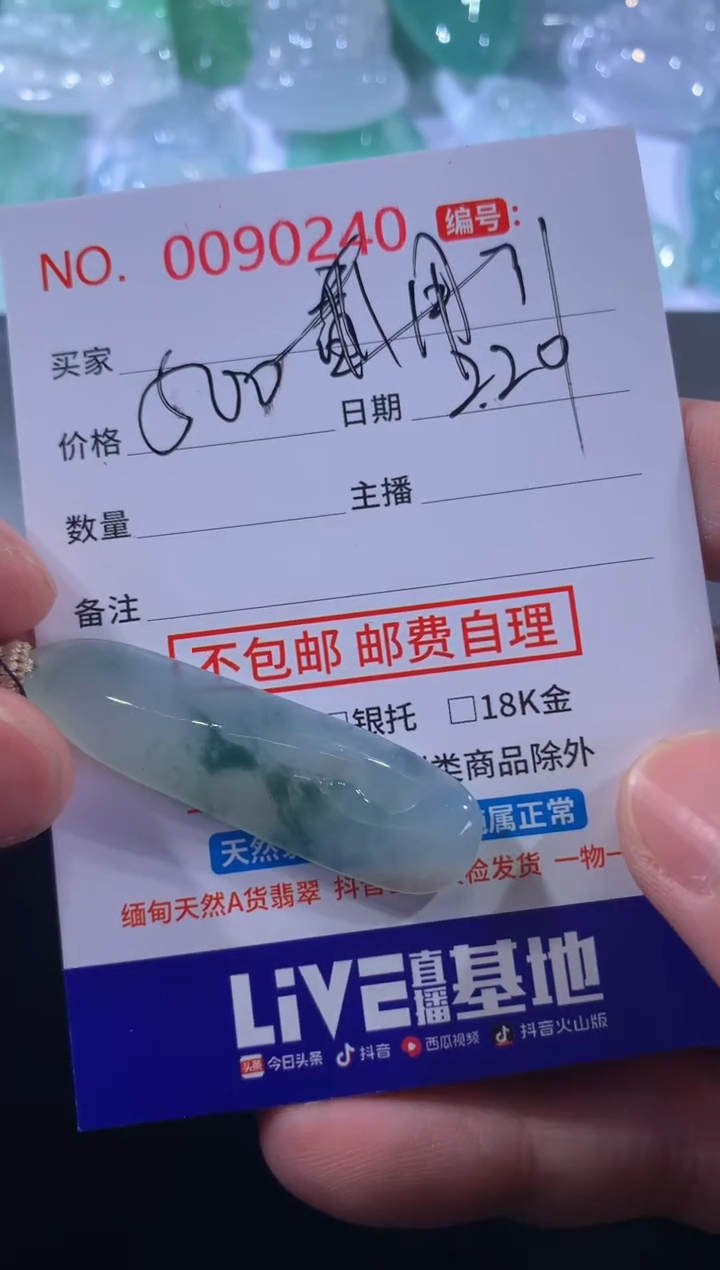 NO. 0090240 编号:
买家
价格 500 日期 2.20
数量 主播
备注
不包邮 邮费自理
银托 □18K金
类商品除外
天然 属正常
缅甸天然A货翡翠 抖音 检发货 一物一
LiVE直播基地
头条 今日头条 抖音 西瓜视频 抖音火山版